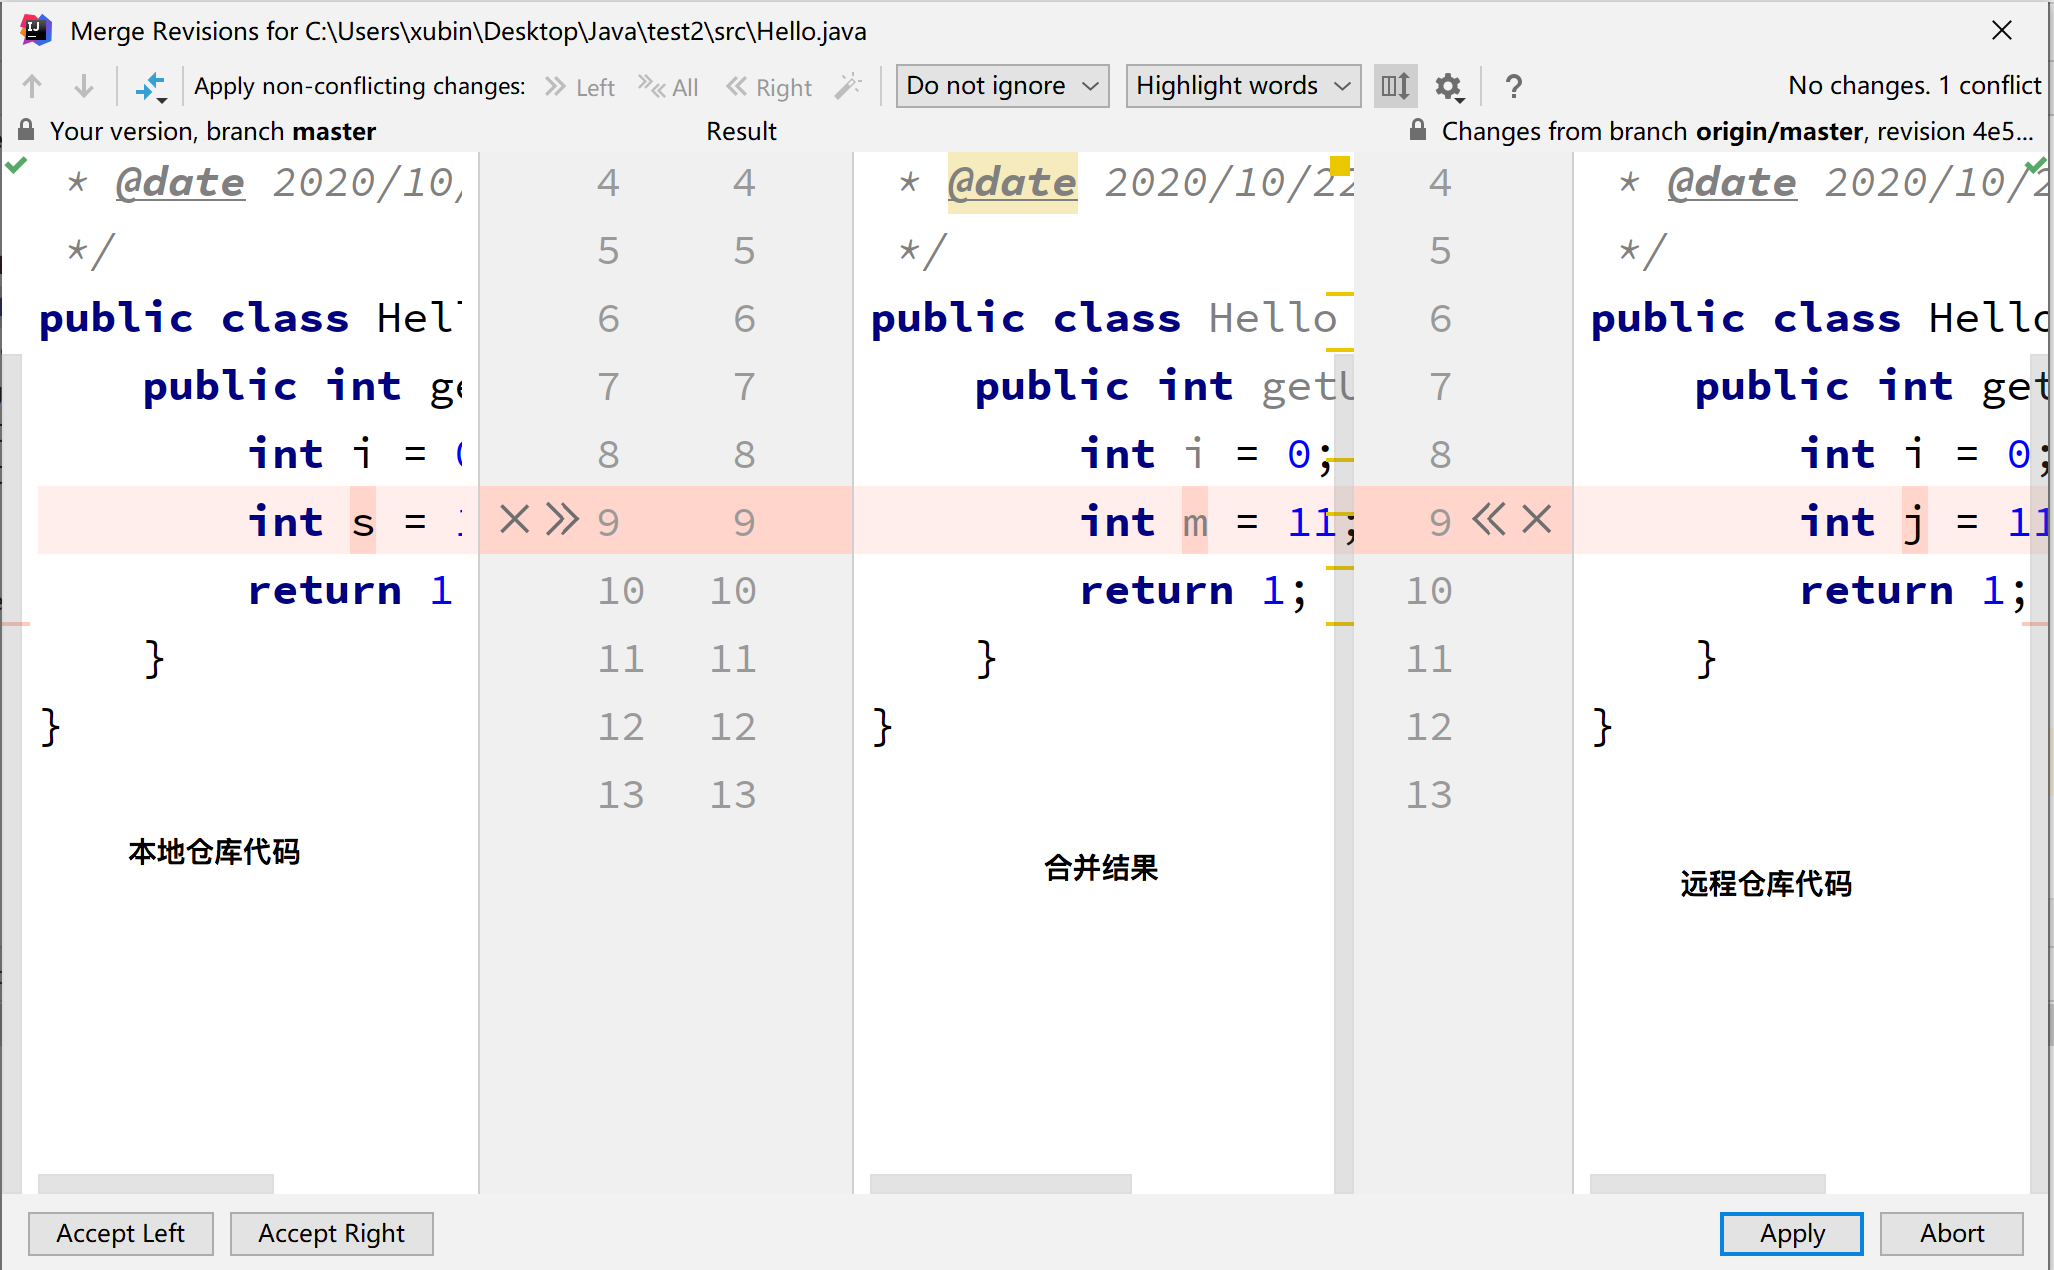 Merge Revisions for C:\Users\xubin\Desktop\Java\test2\src\Hello.java
Apply non-conflicting changes: Left All Right Do not ignore Highlight words ? No changes. 1 conflict
Your version, branch master
Result
Changes from branch origin/master, revision 4e5...
* @date 2020/10/
*/
public class Hel
public int ge
int i =
int s =
return 1
}
}
4 4
5 5
6 6
7 7
8 8
9 9
10 10
11 11
12 12
13 13
* @date 2020/10/22
*/
public class Hello
public int get
int i = 0;
int m = 11;
return 1;
}
}
4
5
6
7
8
9
10
11
12
13
* @date 2020/10/2
*/
public class Hello
public int get
int i = 0;
int j = 11
return 1;
}
}
本地仓库代码
合并结果
远程仓库代码
Accept Left
Accept Right
Apply
Abort